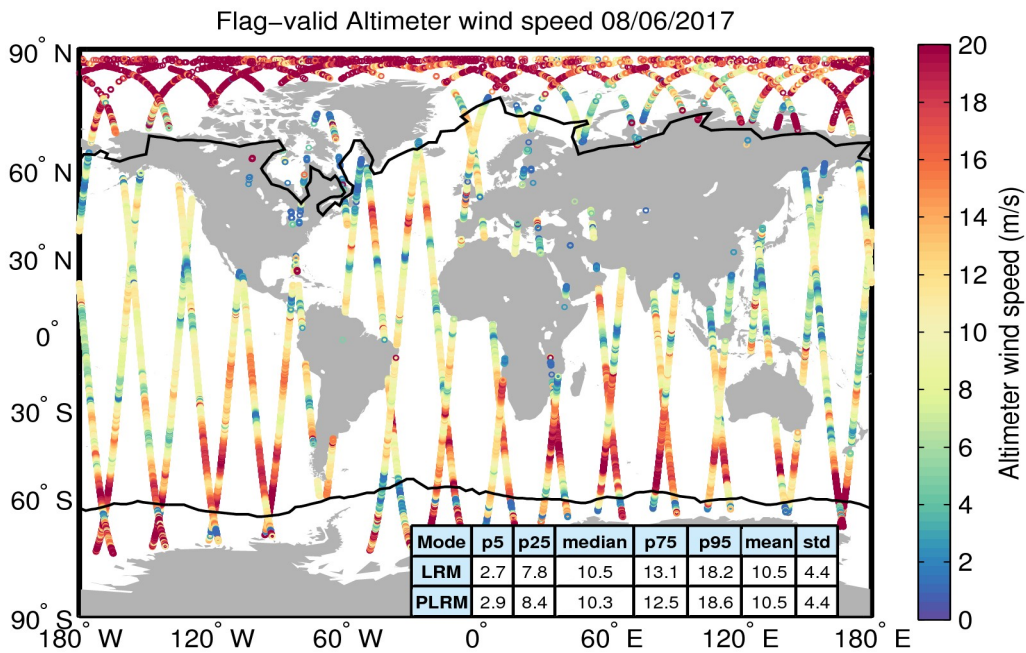 Flag−valid Altimeter wind speed 08/06/2017
90° N
60° N
30° N
0°
30° S
60° S
90° S
180° W
120° W
60° W
0°
60° E
120° E
180° E
Mode p5 p25 median p75 p95 mean std
LRM 2.7 7.8 10.5 13.1 18.2 10.5 4.4
PLRM 2.9 8.4 10.3 12.5 18.6 10.5 4.4
20
18
16
14
12
10
8
6
4
2
0
Altimeter wind speed (m/s)